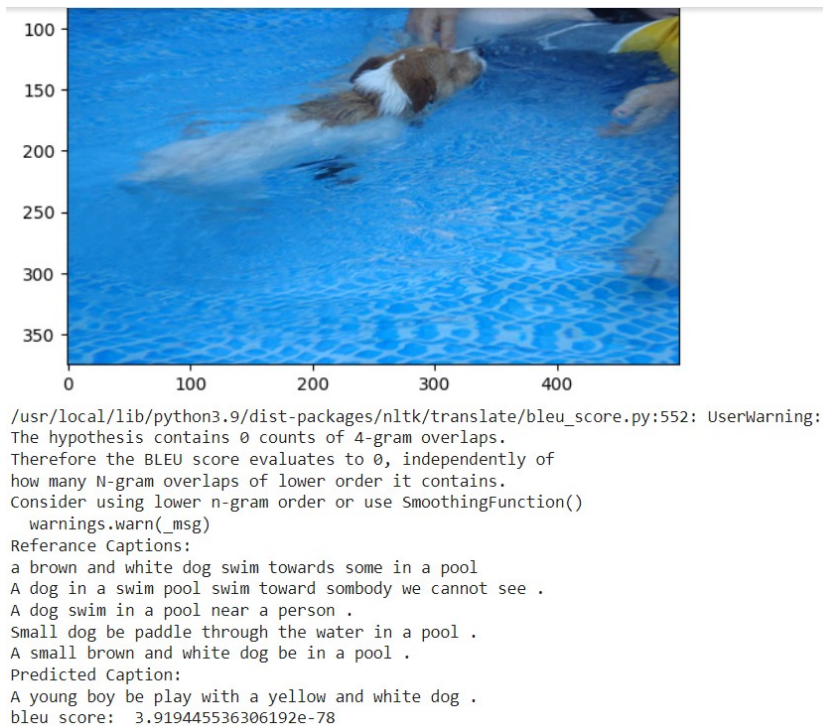 100
150
200
250
300
350
0 100 200 300 400
/usr/local/lib/python3.9/dist-packages/nltk/translate/bleu_score.py:552: UserWarning:
The hypothesis contains 0 counts of 4-gram overlaps.
Therefore the BLEU score evaluates to 0, independently of
how many N-gram overlaps of lower order it contains.
Consider using lower n-gram order or use SmoothingFunction()
warnings.warn(_msg)
Referance Captions:
a brown and white dog swim towards some in a pool
A dog in a swim pool swim toward sombody we cannot see .
A dog swim in a pool near a person .
Small dog be paddle through the water in a pool .
A small brown and white dog be in a pool .
Predicted Caption:
A young boy be play with a yellow and white dog .
bleu score:  3.919445536306192e-78